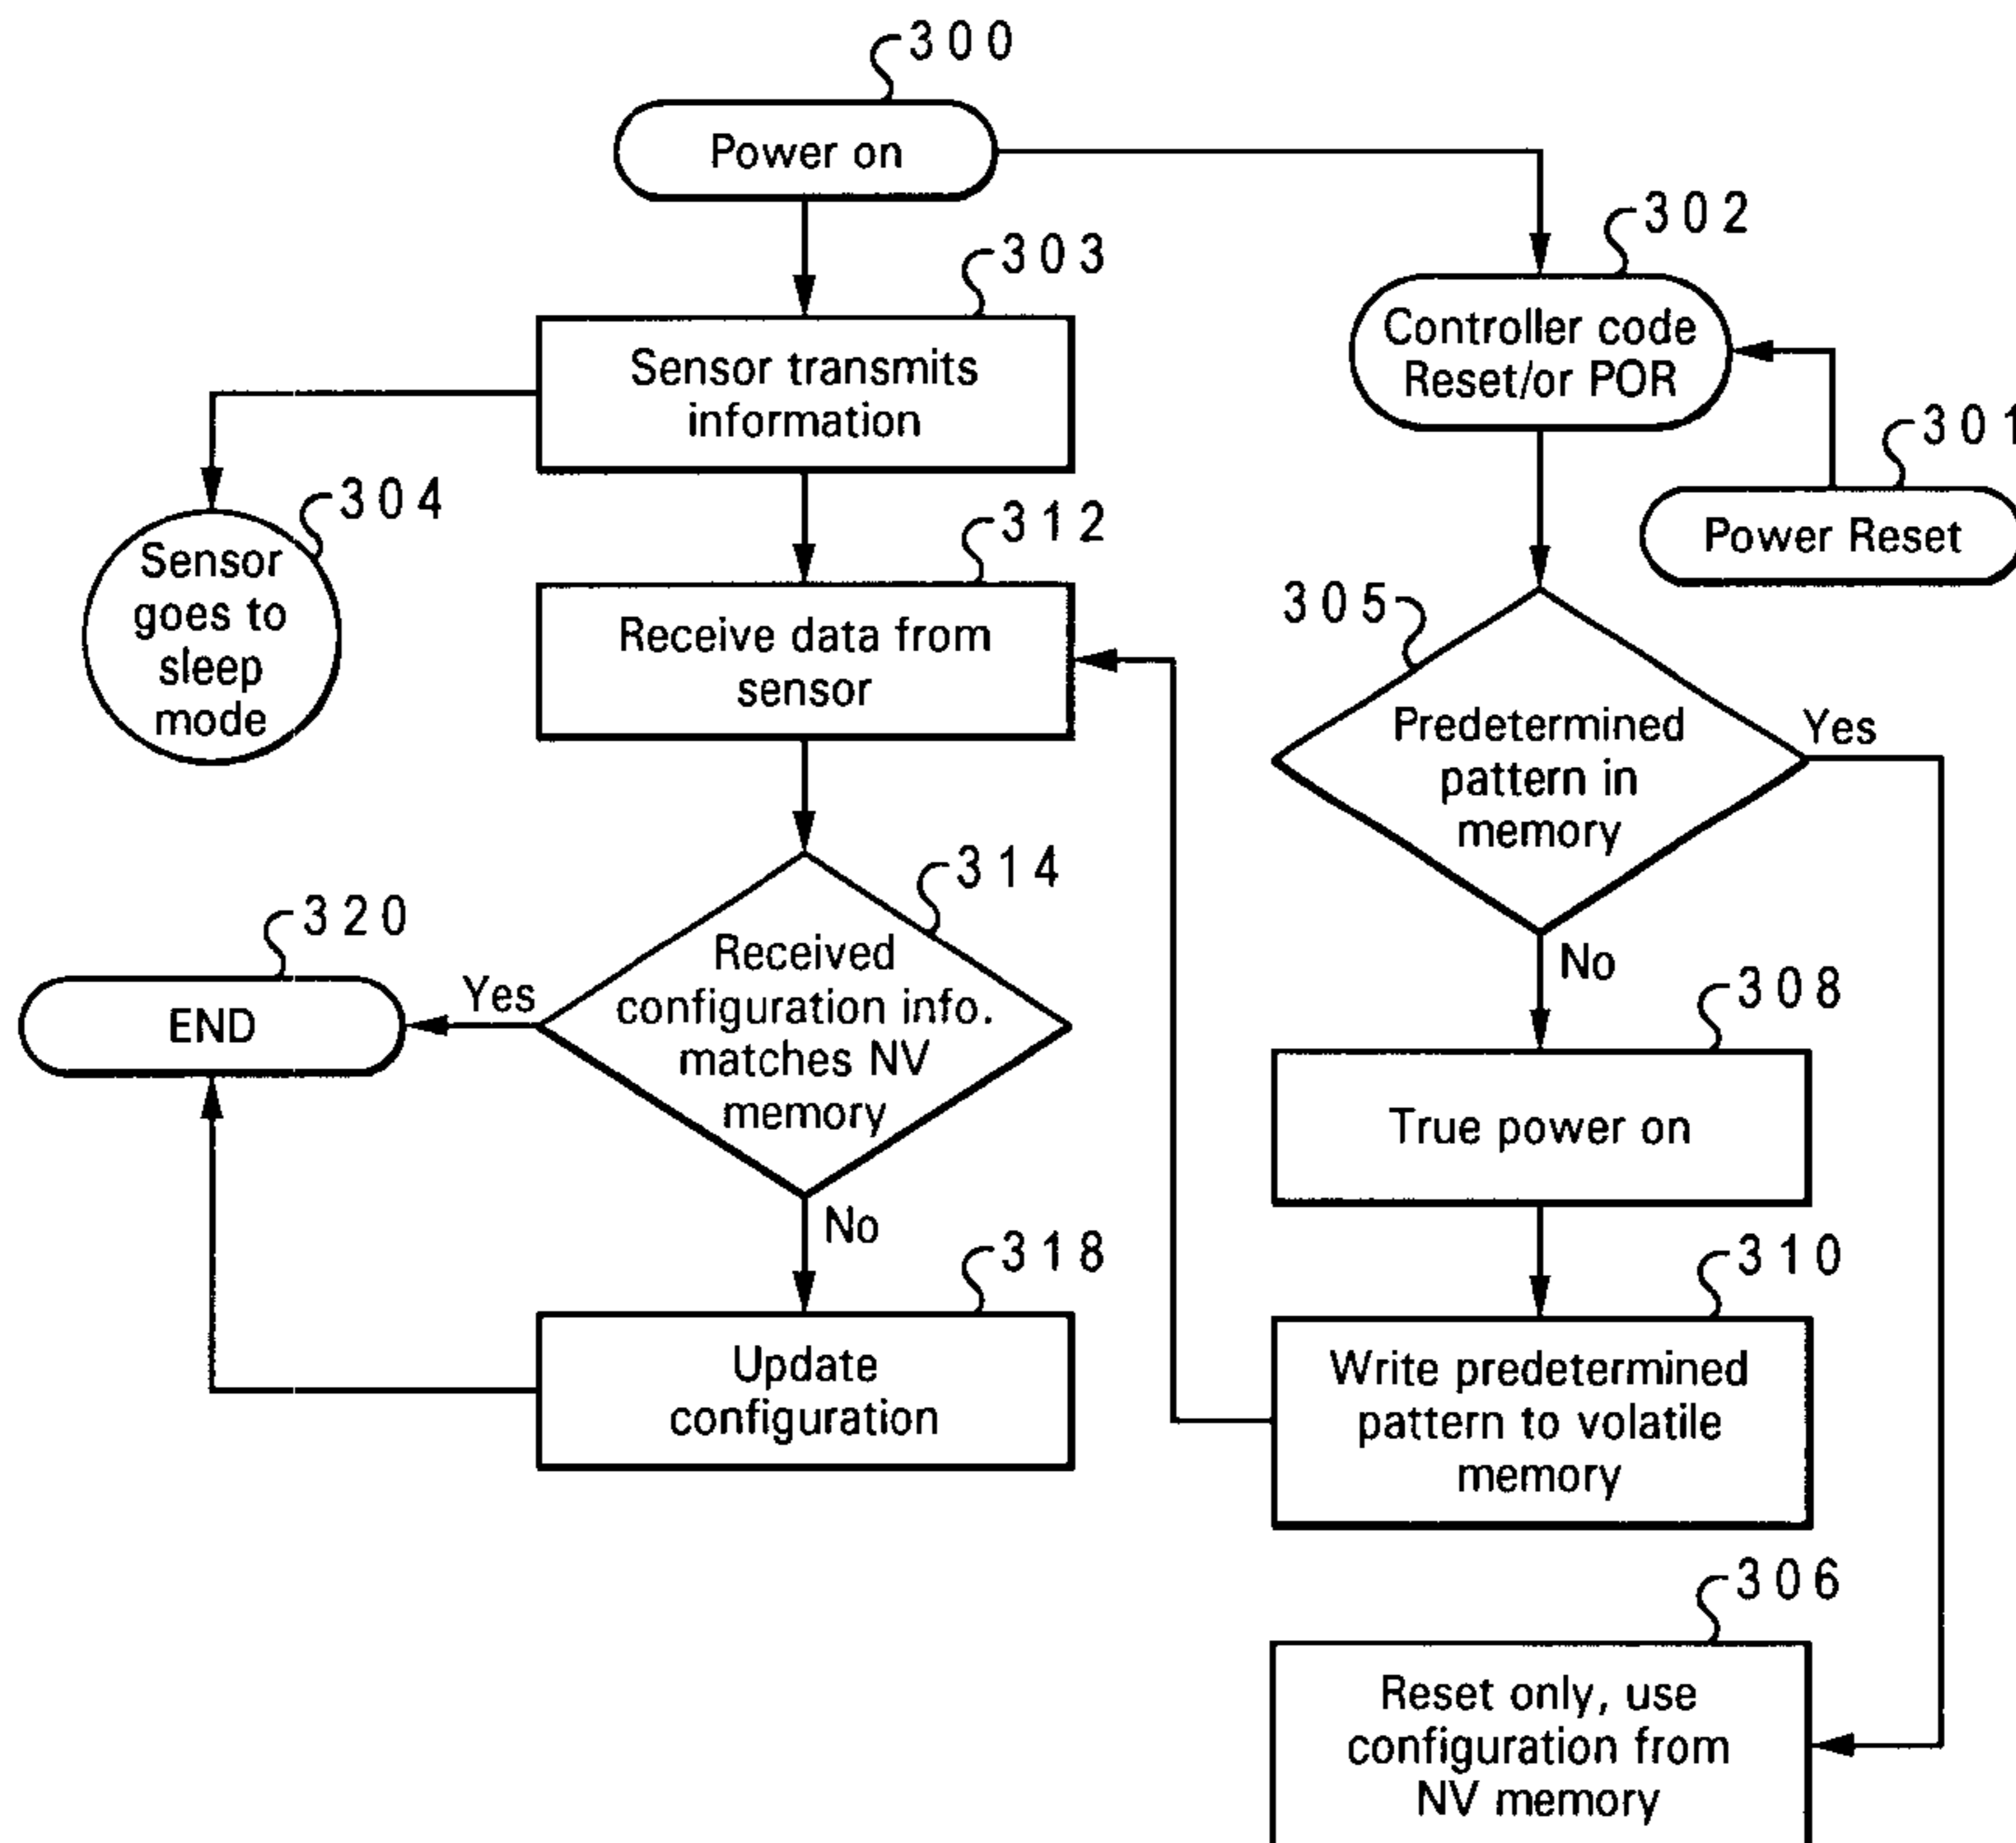 300
Power on
302
303
Controller code
Reset/or POR
Sensor transmits
information
301
Power Reset
304
Sensor
goes to
sleep
mode
312
Receive data from
sensor
305
Predetermined
pattern in
memory
Yes
No
314
Received
configuration info.
matches NV
memory
Yes
No
320
END
308
True power on
318
Update
configuration
310
Write predetermined
pattern to volatile
memory
306
Reset only, use
configuration from
NV memory